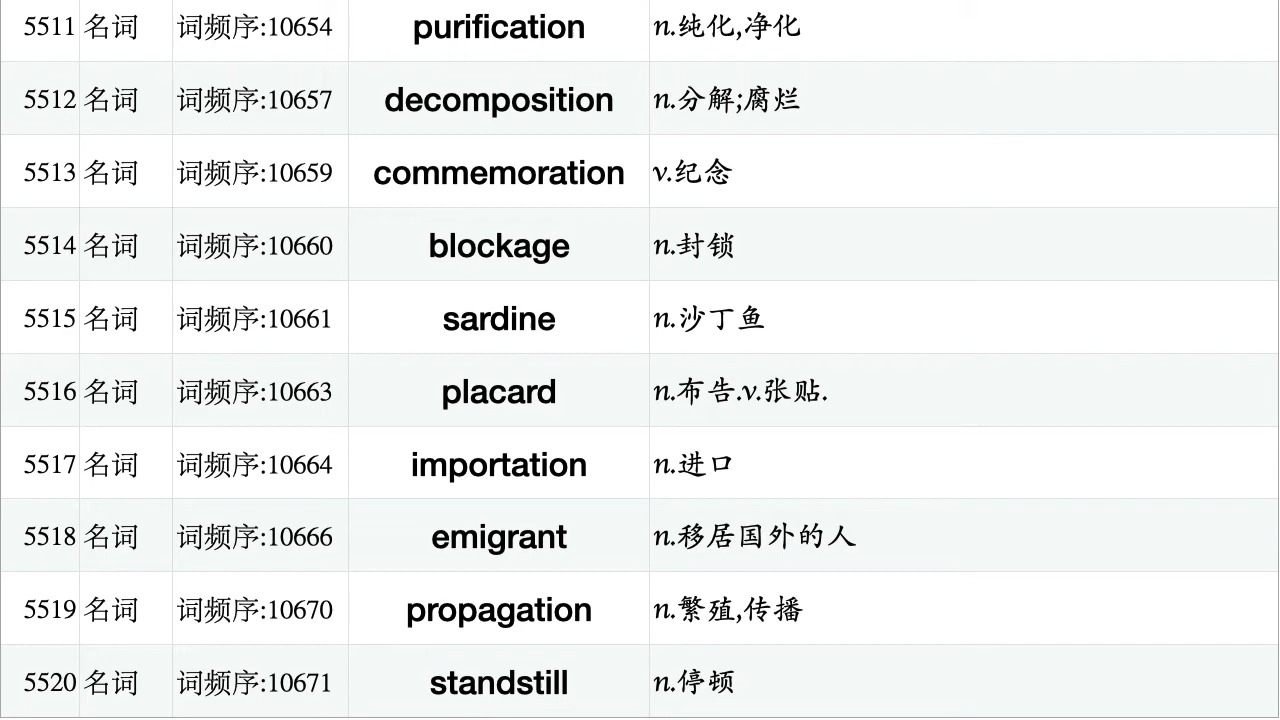 5511 名词 词频序:10654 purification n.纯化,净化
5512 名词 词频序:10657 decomposition n.分解;腐烂
5513 名词 词频序:10659 commemoration v.纪念
5514 名词 词频序:10660 blockage n.封锁
5515 名词 词频序:10661 sardine n.沙丁鱼
5516 名词 词频序:10663 placard n.布告.v.张贴.
5517 名词 词频序:10664 importation n.进口
5518 名词 词频序:10666 emigrant n.移居国外的人
5519 名词 词频序:10670 propagation n.繁殖,传播
5520 名词 词频序:10671 standstill n.停顿